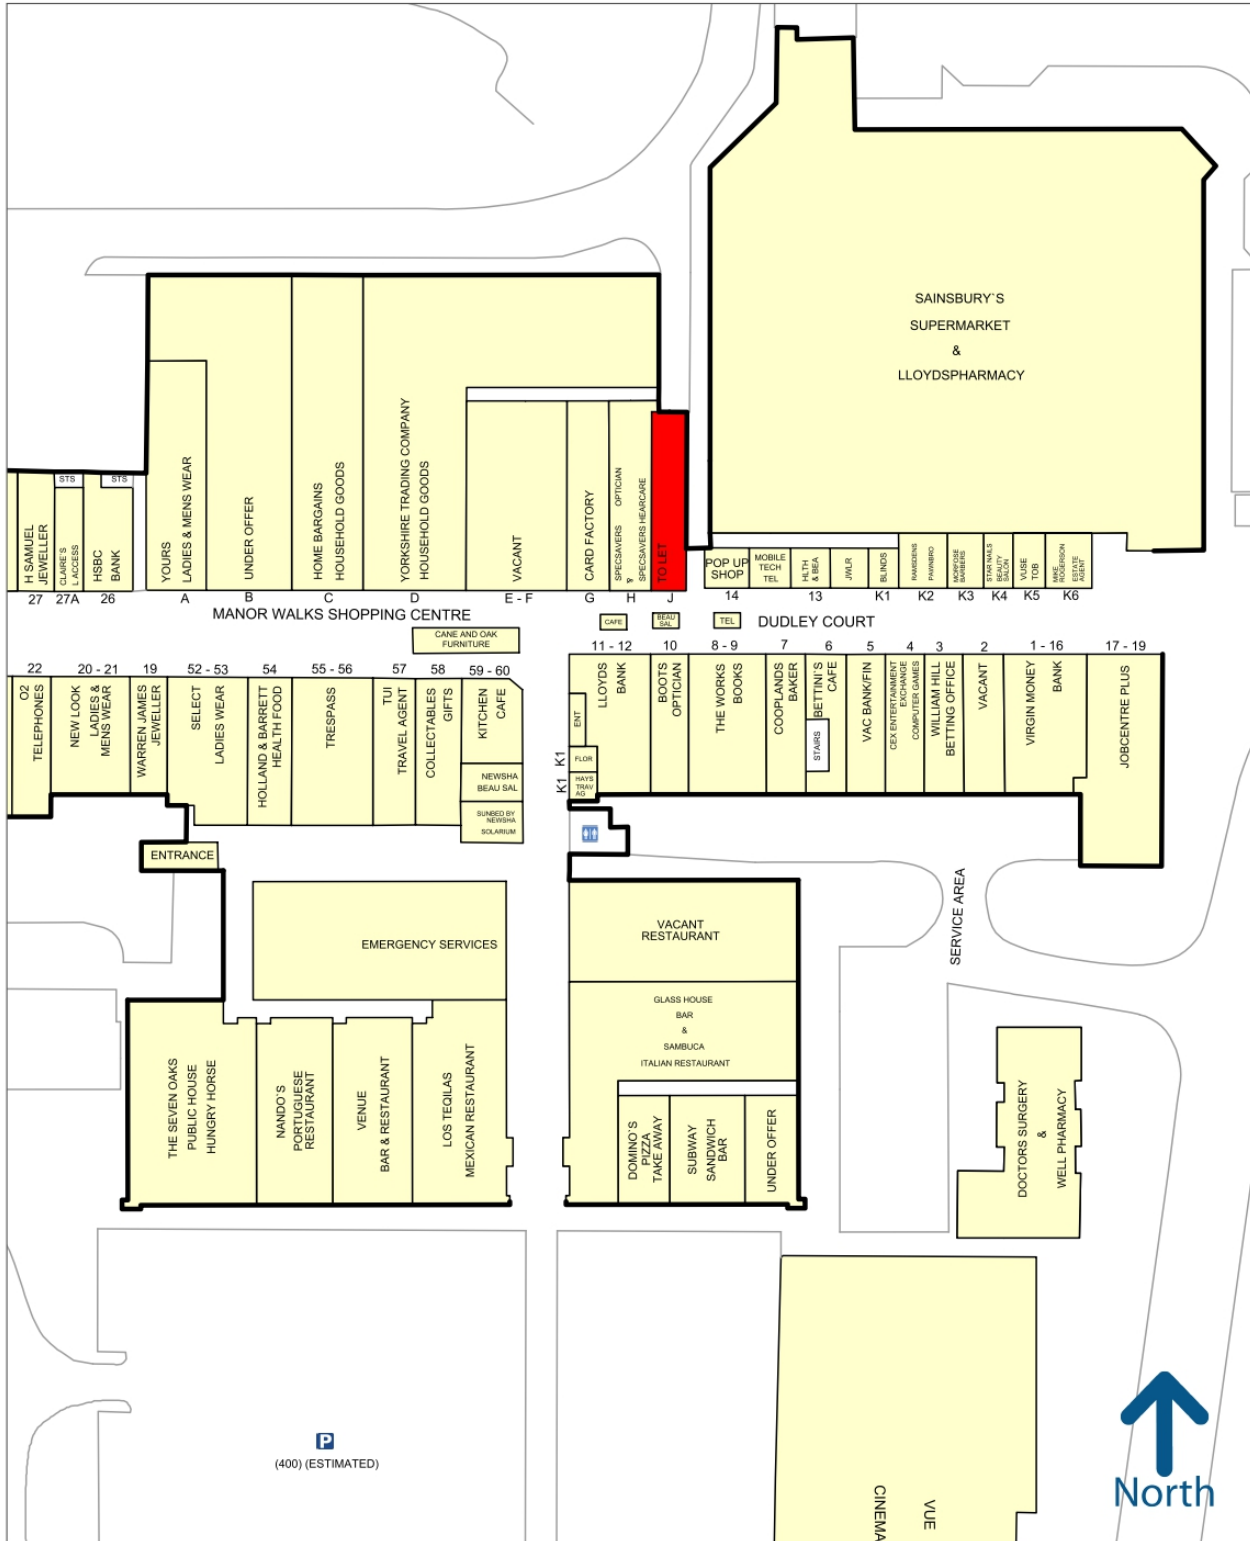 SAINSBURY`S
SUPERMARKET
&
LLOYDSPHARMACY
H SAMUEL
JEWELLER
STS
CLAIRE`S
L ACCESS
STS
HSBC
BANK
YOURS
LADIES & MENS WEAR
UNDER OFFER
HOME BARGAINS
HOUSEHOLD GOODS
YORKSHIRE TRADING COMPANY
HOUSEHOLD GOODS
VACANT
CARD FACTORY
SPECSAVERS OPTICIAN
&
SPECSAVERS HEARCARE
TO LET
POP UP
SHOP
MOBILE
TECH
TEL
HLTH
& BEA
JWLR
BLINDS
RAMSDENS
PAWNBRO
MORFOSE
BARBERS
STAR NAILS
BEAUTY
SALON
VUSE
TOB
MIKE
ROGERSON
ESTATE
AGENT
27
27A
26
A
B
C
D
E - F
G
H
J
14
13
K1
K2
K3
K4
K5
K6
MANOR WALKS SHOPPING CENTRE
CAFE
BEAU
SAL
TEL
DUDLEY COURT
CANE AND OAK
FURNITURE
22
20 - 21
19
52 - 53
54
55 - 56
57
58
59 - 60
11 - 12
10
8 - 9
7
6
5
4
3
2
1 - 16
17 - 19
O2
TELEPHONES
NEW LOOK
LADIES &
MENS WEAR
WARREN JAMES
JEWELLER
SELECT
LADIES WEAR
HOLLAND & BARRETT
HEALTH FOOD
TRESPASS
TUI
TRAVEL AGENT
COLLECTABLES
GIFTS
KITCHEN
CAFE
NEWSHA
BEAU SAL
SUNBED BY
NEWSHA
SOLARIUM
LLOYDS
BANK
ENT
K1
FLOR
K1
HAYS
TRAV
AG
BOOTS
OPTICIAN
THE WORKS
BOOKS
COOPLANDS
BAKER
BETTINI'S
CAFE
STAIRS
VAC BANK/FIN
CEX ENTERTAINMENT
EXCHANGE
COMPUTER GAMES
WILLIAM HILL
BETTING OFFICE
VACANT
VIRGIN MONEY
BANK
JOBCENTRE PLUS
ENTRANCE
EMERGENCY SERVICES
VACANT
RESTAURANT
SERVICE AREA
GLASS HOUSE
BAR
&
SAMBUCA
ITALIAN RESTAURANT
THE SEVEN OAKS
PUBLIC HOUSE
HUNGRY HORSE
NANDO`S
PORTUGUESE
RESTAURANT
VENUE
BAR & RESTAURANT
LOS TEQILAS
MEXICAN RESTAURANT
DOMINO`S
PIZZA
TAKE AWAY
SUBWAY
SANDWICH
BAR
UNDER OFFER
DOCTORS SURGERY
&
WELL PHARMACY
P
(400) (ESTIMATED)
VUE
CINEMA
North